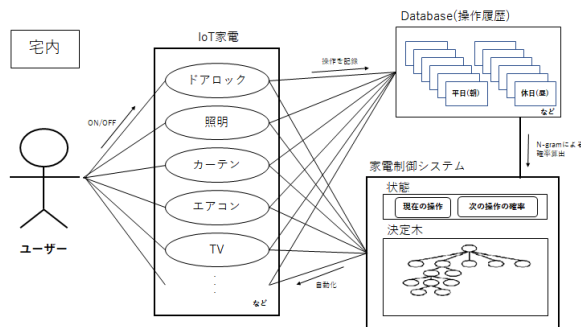 宅内
IoT家電
Database(操作履歴)
ドアロック
照明
カーテン
エアコン
TV
など
ON/OFF
ユーザー
操作を記録
平日(朝)
休日(昼)
など
N-gramによる
確率算出
家電制御システム
状態
現在の操作
次の操作の確率
決定木
自動化